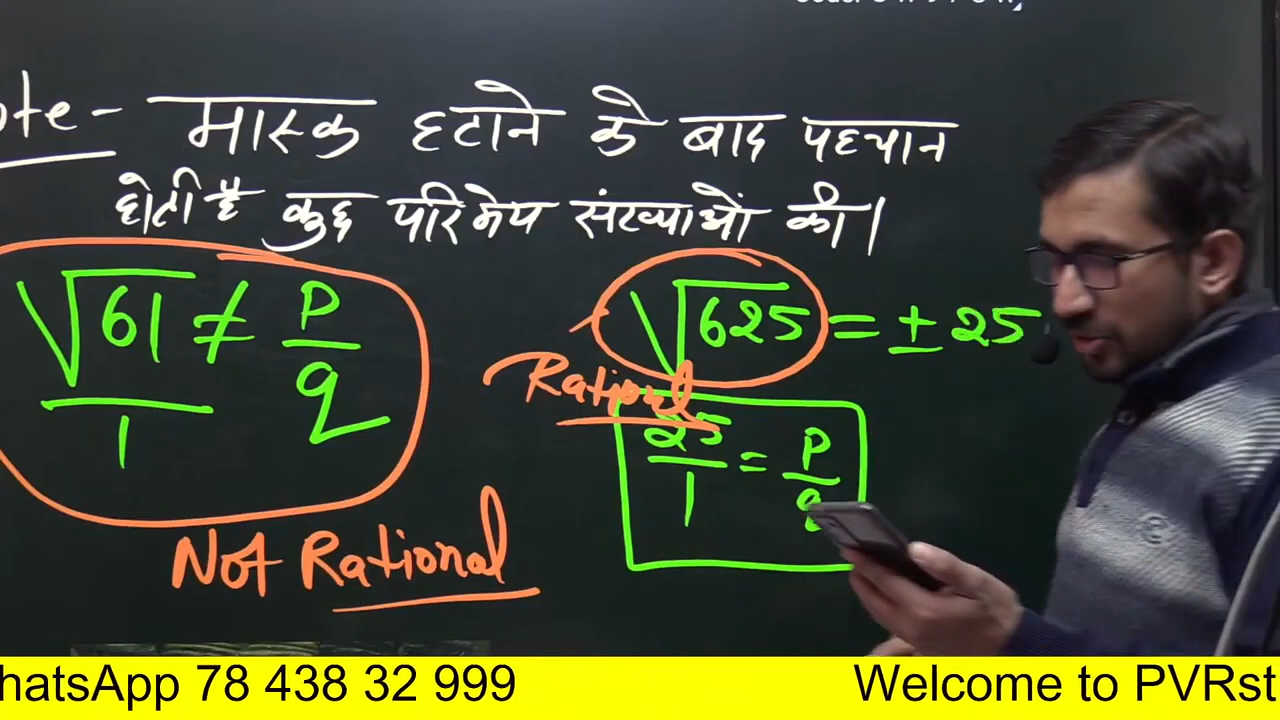 ote- मास्क हटाने के बाद पहचान
होती है कुछ परिमेय संख्याओं की।
√61/1 ≠ p/q
√625 = ± 25
Rational
25/1 = p/q
Not Rational
hatsApp 78 438 32 999
Welcome to PVRst